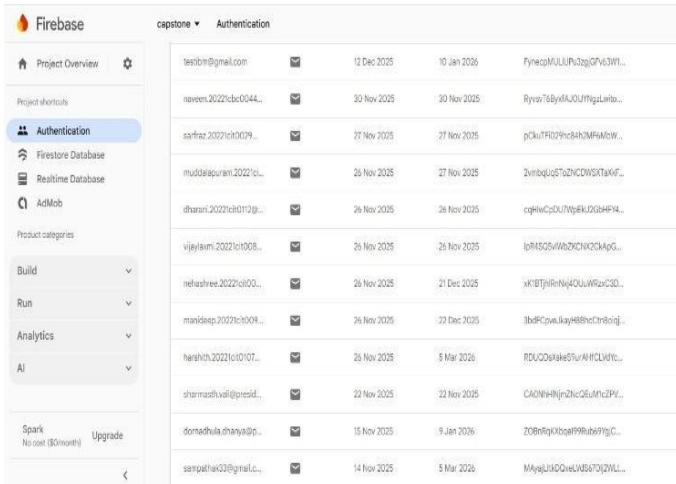 Firebase
capstone Authentication
Project Overview
Project shortcuts
Authentication
Firestore Database
Realtime Database
AdMob
Product categories
Build
Run
Analytics
AI
Spark
No cost ($0/month)
Upgrade
testibm@gmail.com 12 Dec 2025 10 Jan 2026
naveen.20221cbc0044... 30 Nov 2025 30 Nov 2025
sarfraz.20221cit0029... 27 Nov 2025 27 Nov 2025
muddalapuram.20221ci... 26 Nov 2025 27 Nov 2025
dharani.20221cit0112@... 26 Nov 2025 26 Nov 2025
vijaylaxmi.20221cit008... 26 Nov 2025 26 Nov 2025
nehashree.20221cit00... 26 Nov 2025 21 Dec 2025
manideep.20221cit009... 26 Nov 2025 22 Dec 2025
harshith.20221cit0107... 26 Nov 2025 5 Mar 2026
sharmasth.vali@presid... 22 Nov 2025 22 Nov 2025
dornadhula.dhanya@p... 15 Nov 2025 9 Jan 2026
sampathak33@gmail.c... 14 Nov 2025 5 Mar 2026